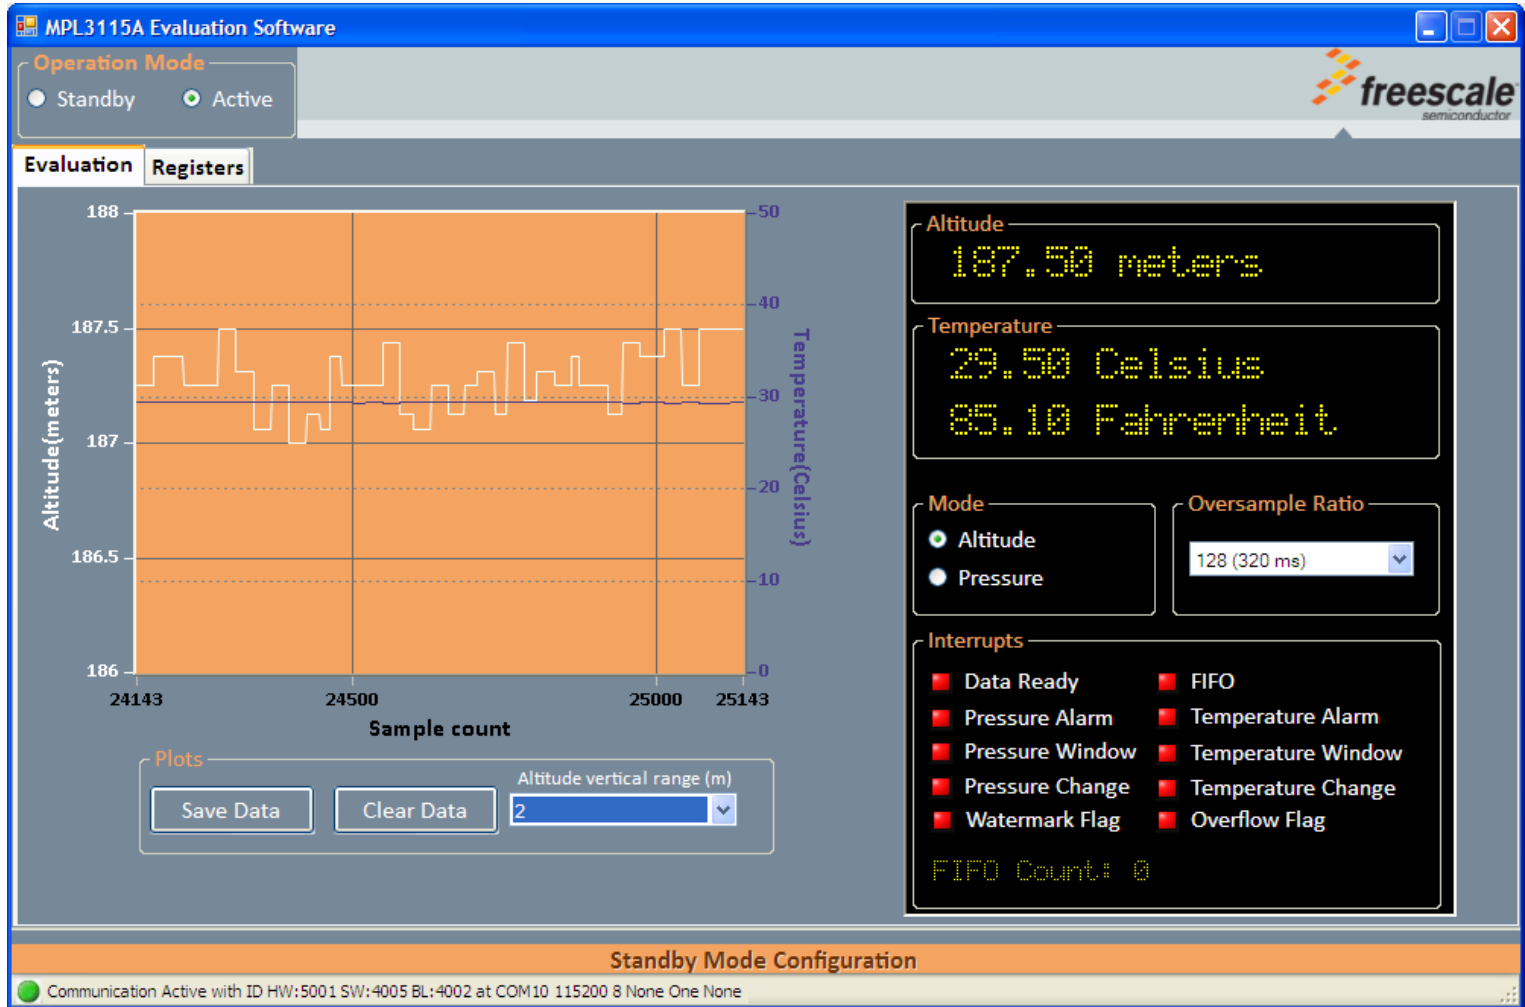 MPL3115A Evaluation Software
Operation Mode
Standby Active
freescale
semiconductor
Evaluation Registers
188
187.5
187
186.5
186
Altitude(meters)
50
40
30
20
10
0
Temperature(Celsius)
24143 24500 25000 25143
Sample count
Plots
Save Data Clear Data
Altitude vertical range (m)
2
Altitude
187.50 meters
Temperature
29.50 Celsius
85.10 Fahrenheit
Mode
Altitude
Pressure
Oversample Ratio
128 (320 ms)
Interrupts
Data Ready FIFO
Pressure Alarm Temperature Alarm
Pressure Window Temperature Window
Pressure Change Temperature Change
Watermark Flag Overflow Flag
FIFO Count: 0
Standby Mode Configuration
Communication Active with ID HW:5001 SW:4005 BL:4002 at COM10 115200 8 None One None